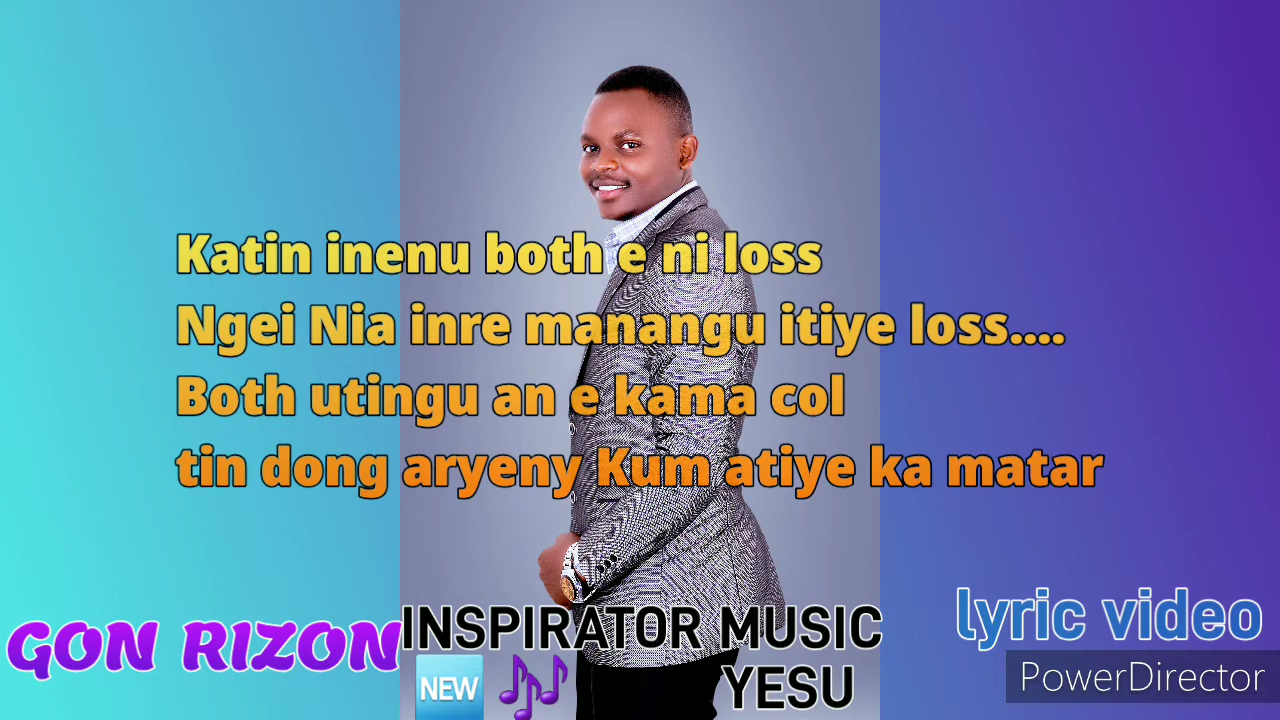 Katin inenu both e ni loss
Ngei Nia inre manangu itiye loss....
Both utingu an e kama col
tin dong aryeny Kum atiye ka matar
GON RIZON
INSPIRATOR MUSIC
NEW
YESU
lyric video
PowerDirector